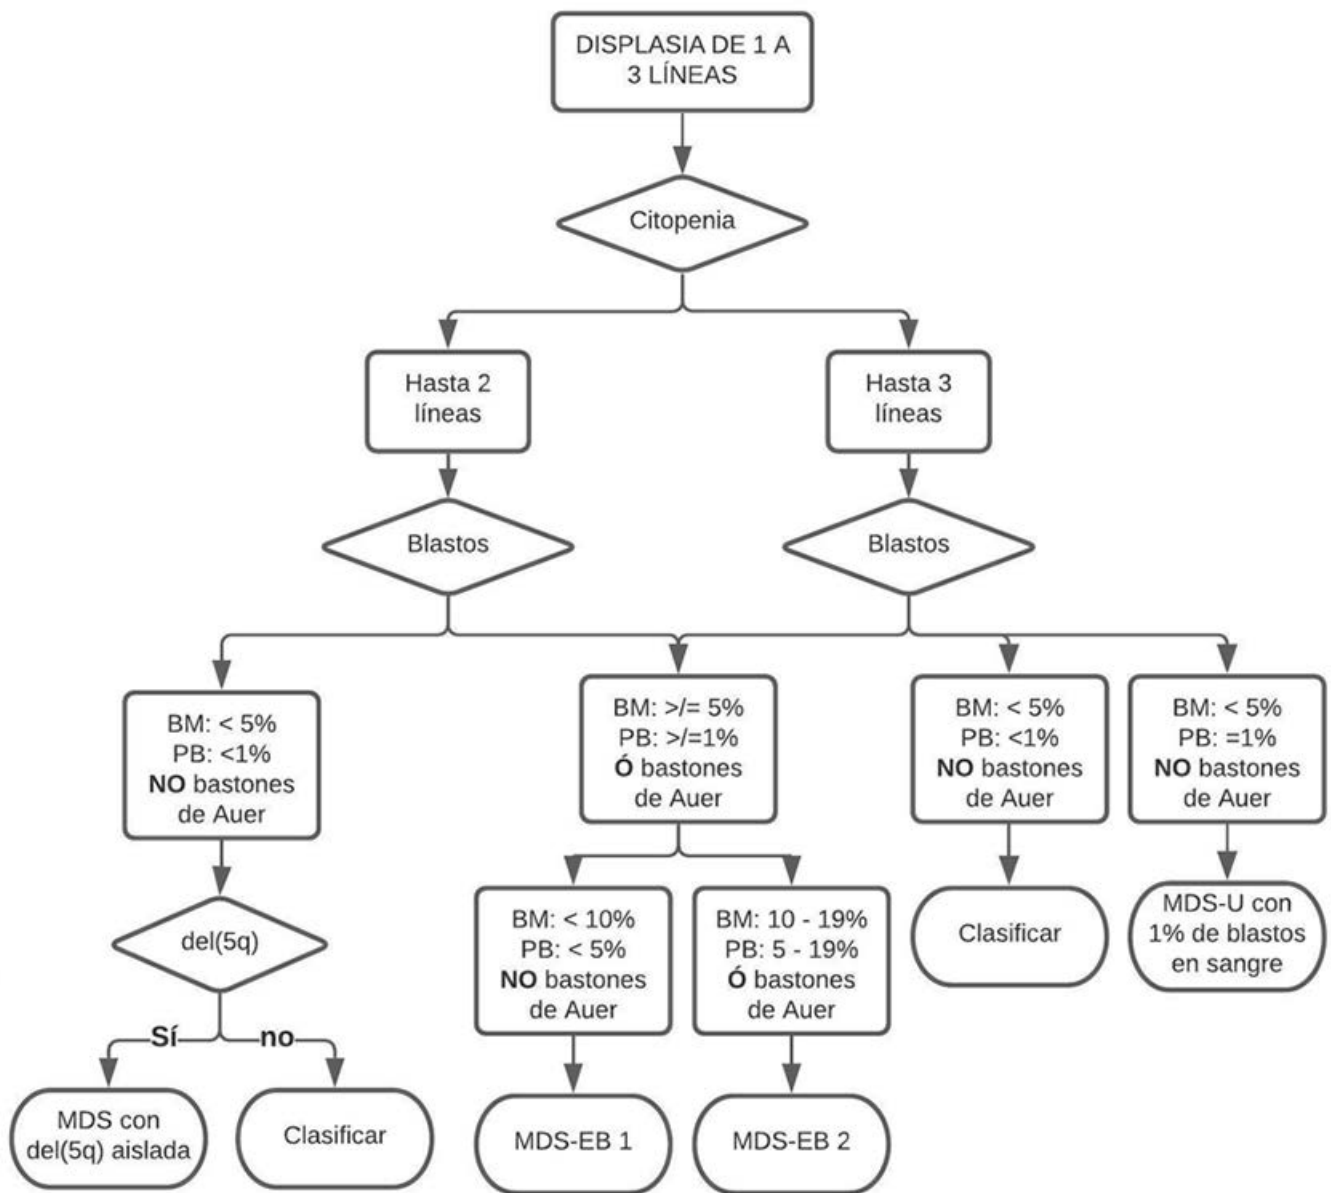 DISPLASIA DE 1 A
3 LÍNEAS
Citopenia
Hasta 2
líneas
Hasta 3
líneas
Blastos
Blastos
BM: < 5%
PB: <1%
NO bastones
de Auer
BM: >/= 5%
PB: >/=1%
Ó bastones
de Auer
BM: < 5%
PB: <1%
NO bastones
de Auer
BM: < 5%
PB: =1%
NO bastones
de Auer
del(5q)
BM: < 10%
PB: < 5%
NO bastones
de Auer
BM: 10 - 19%
PB: 5 - 19%
Ó bastones
de Auer
Clasificar
MDS-U con
1% de blastos
en sangre
Sí
no
MDS con
del(5q) aislada
Clasificar
MDS-EB 1
MDS-EB 2